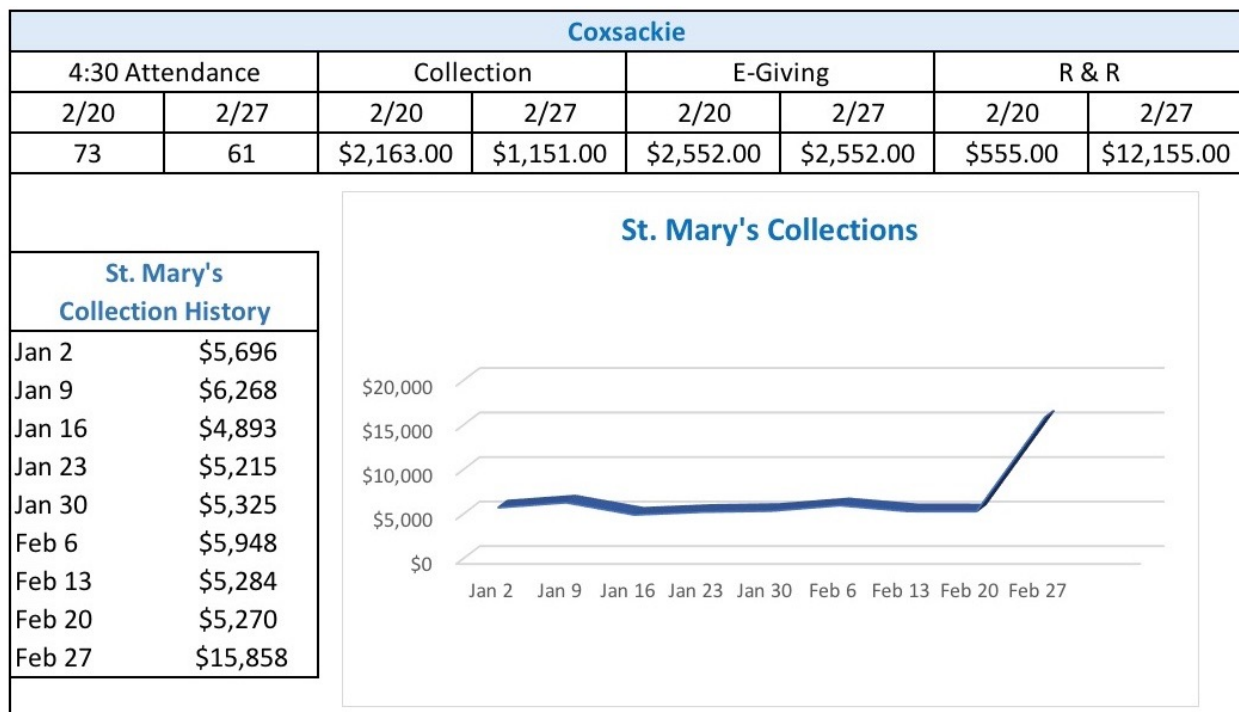 Coxsackie
4:30 Attendance Collection E-Giving R & R
2/20 2/27 2/20 2/27 2/20 2/27 2/20 2/27
73 61 $2,163.00 $1,151.00 $2,552.00 $2,552.00 $555.00 $12,155.00
St. Mary's
Collection History
Jan 2 $5,696
Jan 9 $6,268
Jan 16 $4,893
Jan 23 $5,215
Jan 30 $5,325
Feb 6 $5,948
Feb 13 $5,284
Feb 20 $5,270
Feb 27 $15,858
St. Mary's Collections
$20,000
$15,000
$10,000
$5,000
$0
Jan 2 Jan 9 Jan 16 Jan 23 Jan 30 Feb 6 Feb 13 Feb 20 Feb 27